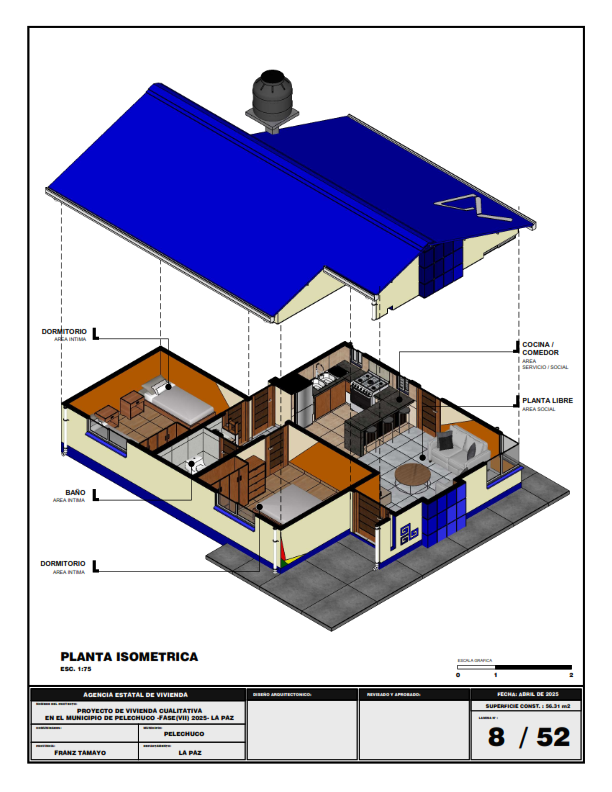 DORMITORIO
AREA INTIMA
COCINA /
COMEDOR
AREA
SERVICIO / SOCIAL
PLANTA LIBRE
AREA SOCIAL
BAÑO
AREA INTIMA
DORMITORIO
AREA INTIMA
PLANTA ISOMETRICA
ESC. 1:75
ESCALA GRAFICA
0 1 2
AGENCIA ESTATAL DE VIVIENDA
PROYECTO DE VIVIENDA CUALITATIVA
EN EL MUNICIPIO DE PELECHUCO -FASE(VII) 2025- LA PAZ
PELECHUCO
FRANZ TAMAYO
LA PAZ
DISEÑO ARQUITECTONICO:
REVISADO Y APROBADO:
FECHA: ABRIL DE 2025
SUPERFICIE CONST. : 56.31 m2
LAMINA N° :
8 / 52